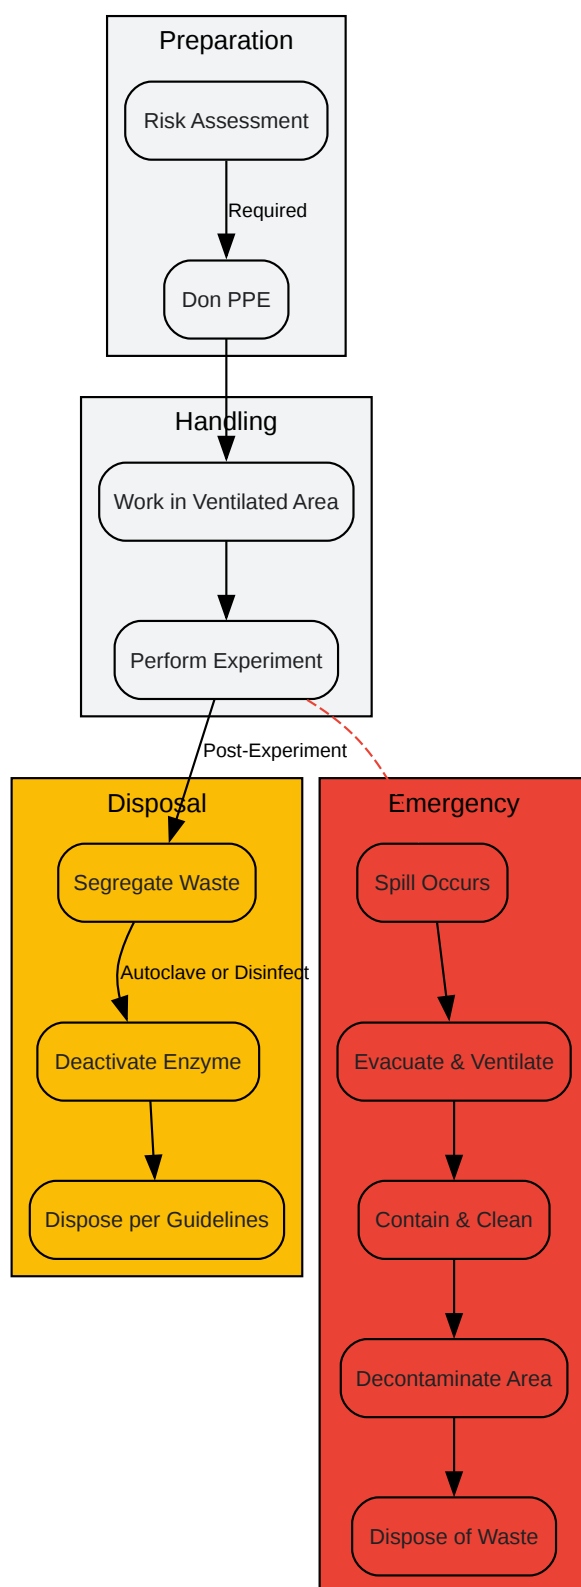 Preparation
Risk Assessment
Required
Don PPE
Handling
Work in Ventilated Area
Perform Experiment
Post-Experiment
Disposal
Segregate Waste
Autoclave or Disinfect
Deactivate Enzyme
Dispose per Guidelines
Emergency
Spill Occurs
Evacuate & Ventilate
Contain & Clean
Decontaminate Area
Dispose of Waste